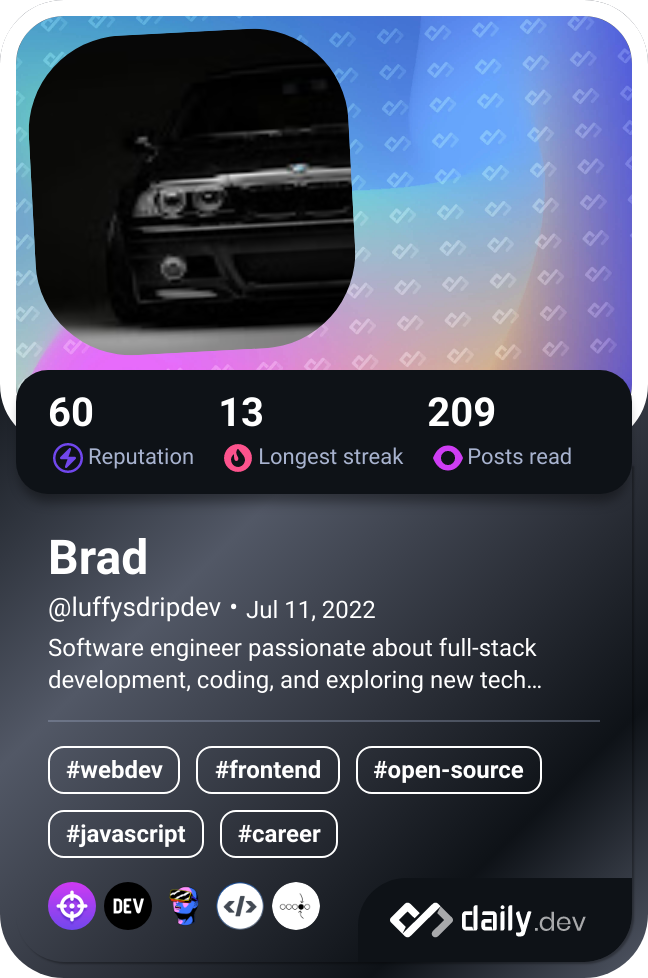 60 13 209
Reputation Longest streak Posts read
Brad
@luffysdripdev • Jul 11, 2022
Software engineer passionate about full-stack
development, coding, and exploring new tech…
#webdev #frontend #open-source
#javascript #career
DEV </>
daily.dev